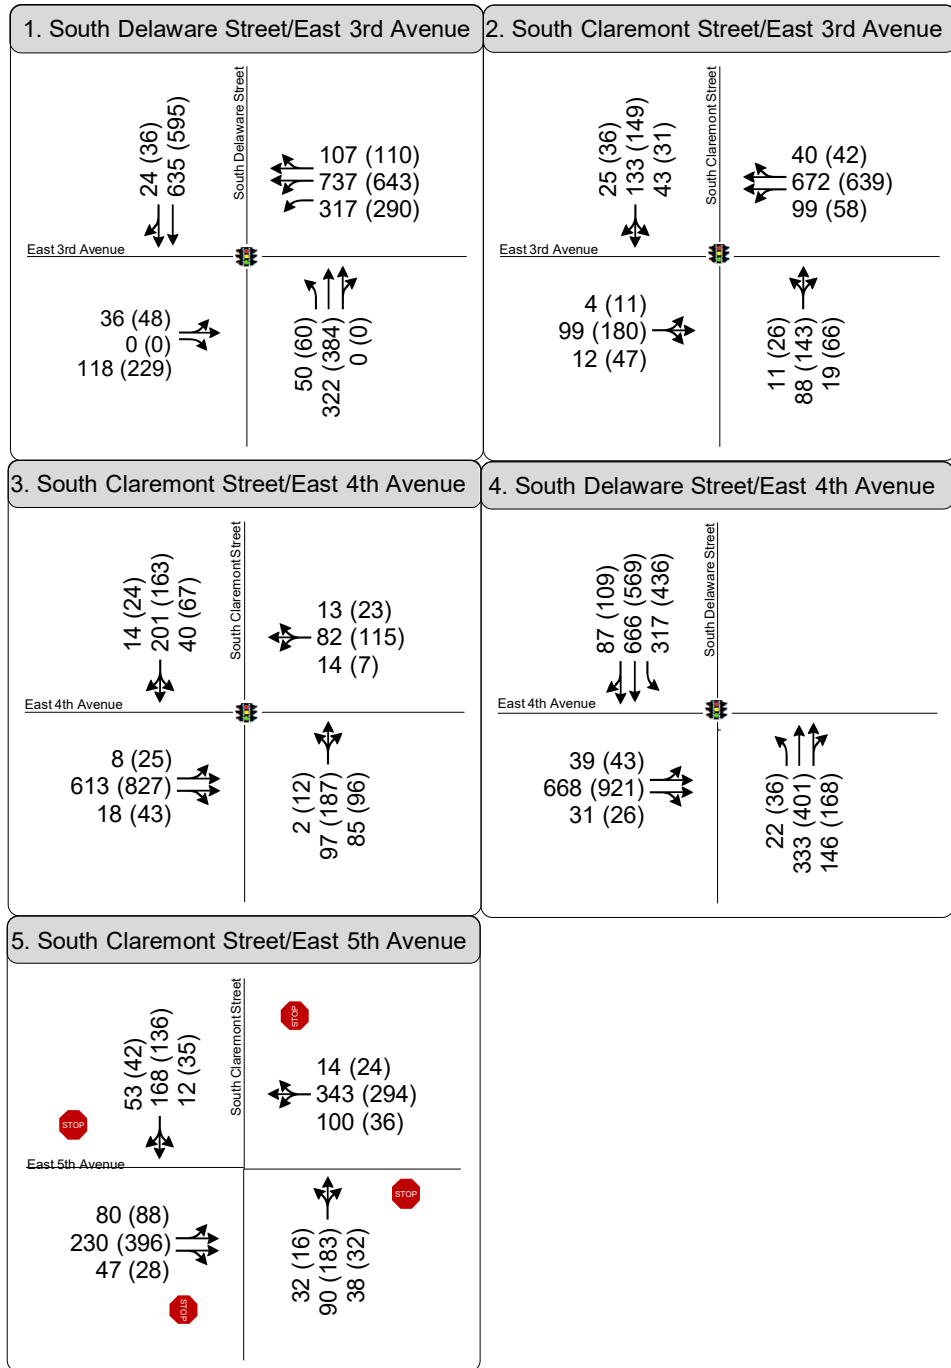 1. South Delaware Street/East 3rd Avenue
24 (36)
635 (595)
South Delaware Street
107 (110)
737 (643)
317 (290)
East 3rd Avenue
36 (48)
0 (0)
118 (229)
50 (60)
322 (384)
0 (0)
2. South Claremont Street/East 3rd Avenue
25 (36)
133 (149)
43 (31)
South Claremont Street
40 (42)
672 (639)
99 (58)
East 3rd Avenue
4 (11)
99 (180)
12 (47)
11 (26)
88 (143)
19 (66)
3. South Claremont Street/East 4th Avenue
14 (24)
201 (163)
40 (67)
South Claremont Street
13 (23)
82 (115)
14 (7)
East 4th Avenue
8 (25)
613 (827)
18 (43)
2 (12)
97 (187)
85 (96)
4. South Delaware Street/East 4th Avenue
87 (109)
666 (569)
317 (436)
South Delaware Street
East 4th Avenue
39 (43)
668 (921)
31 (26)
22 (36)
333 (401)
146 (168)
5. South Claremont Street/East 5th Avenue
53 (42)
168 (136)
12 (35)
South Claremont Street
STOP
14 (24)
343 (294)
100 (36)
STOP
East 5th Avenue
STOP
80 (88)
230 (396)
47 (28)
STOP
32 (16)
90 (183)
38 (32)